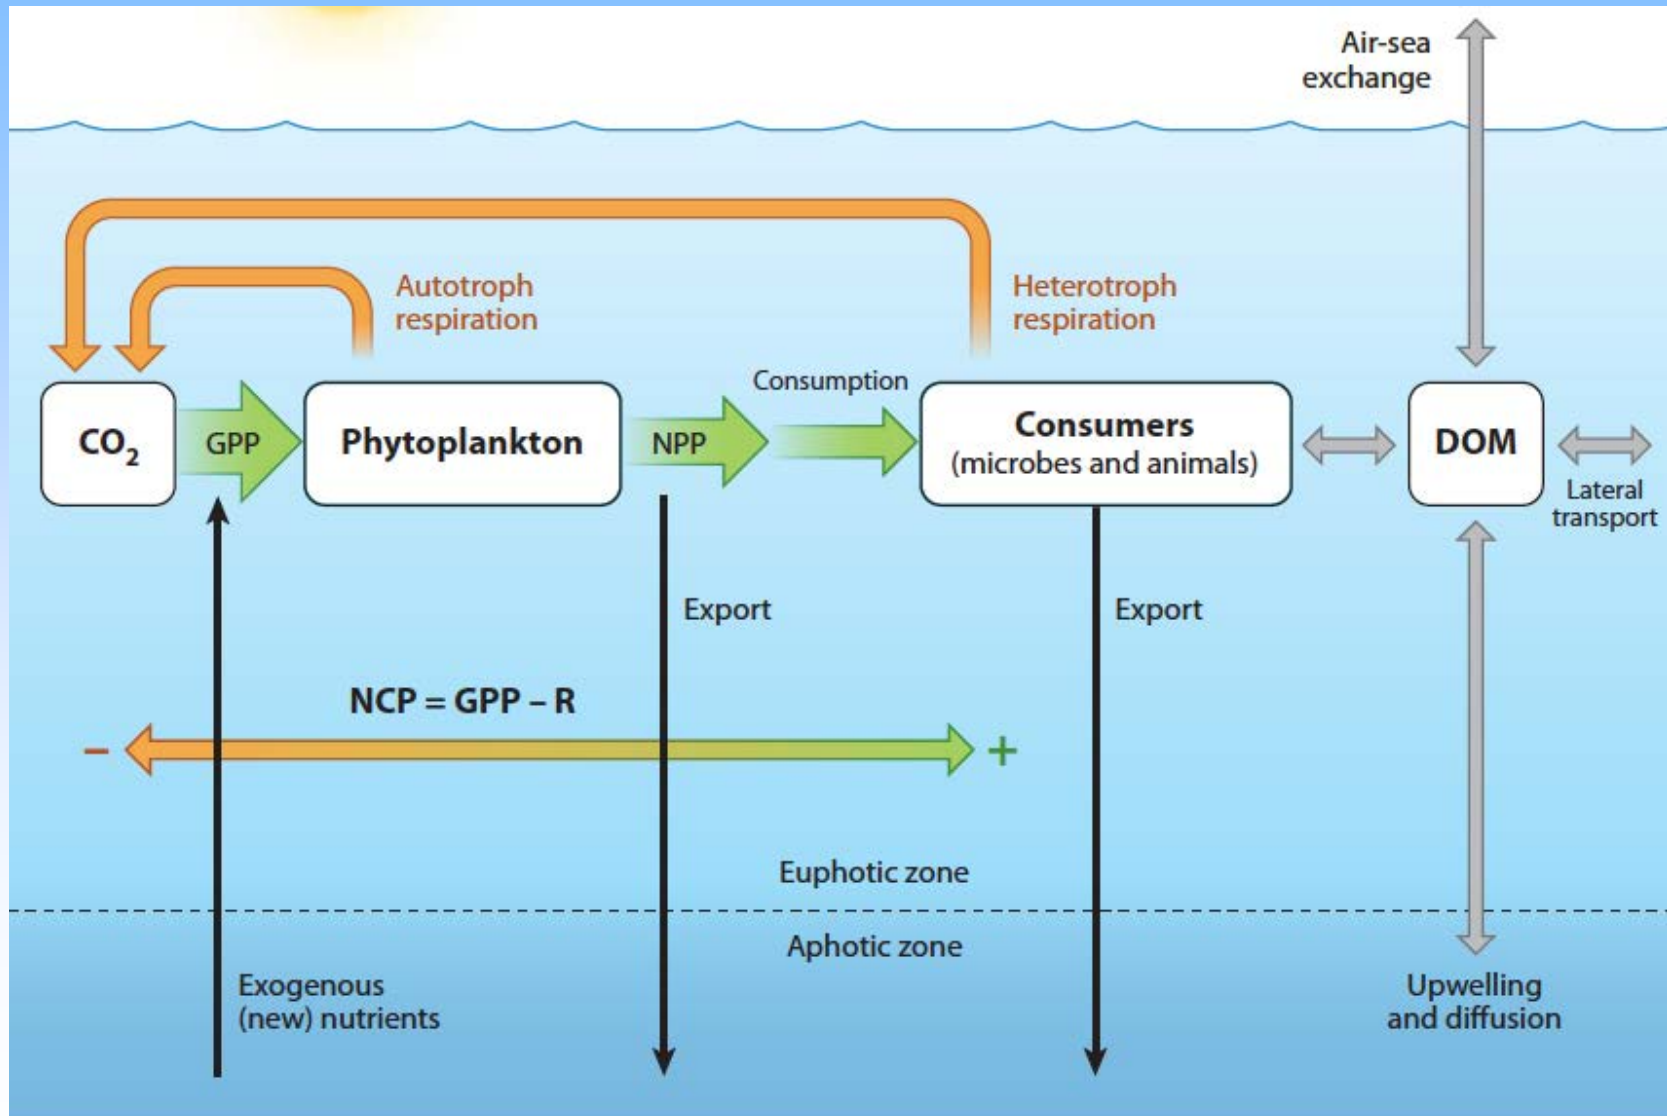 Air-sea
exchange
Autotroph
respiration
Heterotroph
respiration
Consumption
CO₂
GPP
Phytoplankton
NPP
Consumers
(microbes and animals)
DOM
Lateral
transport
Export
Export
NCP = GPP – R
– +
Euphotic zone
Aphotic zone
Exogenous
(new) nutrients
Upwelling
and diffusion